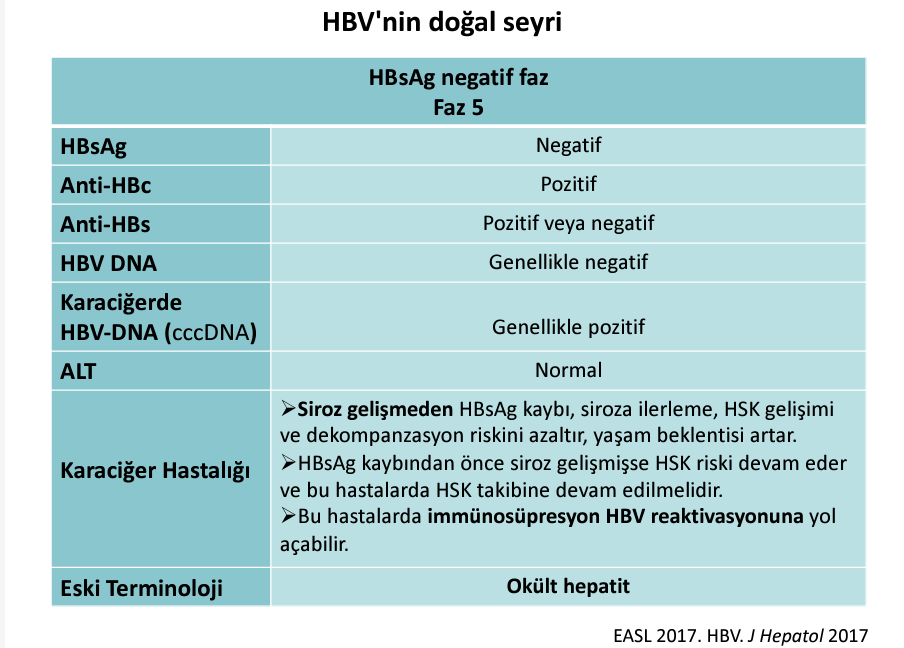 HBV'nin doğal seyri
HBsAg negatif faz
Faz 5
HBsAg
Negatif
Anti-HBc
Pozitif
Anti-HBs
Pozitif veya negatif
HBV DNA
Genellikle negatif
Karaciğerde
HBV-DNA (cccDNA)
Genellikle pozitif
ALT
Normal
Karaciğer Hastalığı
➢Siroz gelişmeden HBsAg kaybı, siroza ilerleme, HSK gelişimi
ve dekompanzasyon riskini azaltır, yaşam beklentisi artar.
➢HBsAg kaybından önce siroz gelişmişse HSK riski devam eder
ve bu hastalarda HSK takibine devam edilmelidir.
➢Bu hastalarda immünosüpresyon HBV reaktivasyonuna yol
açabilir.
Eski Terminoloji
Okült hepatit
EASL 2017. HBV. J Hepatol 2017